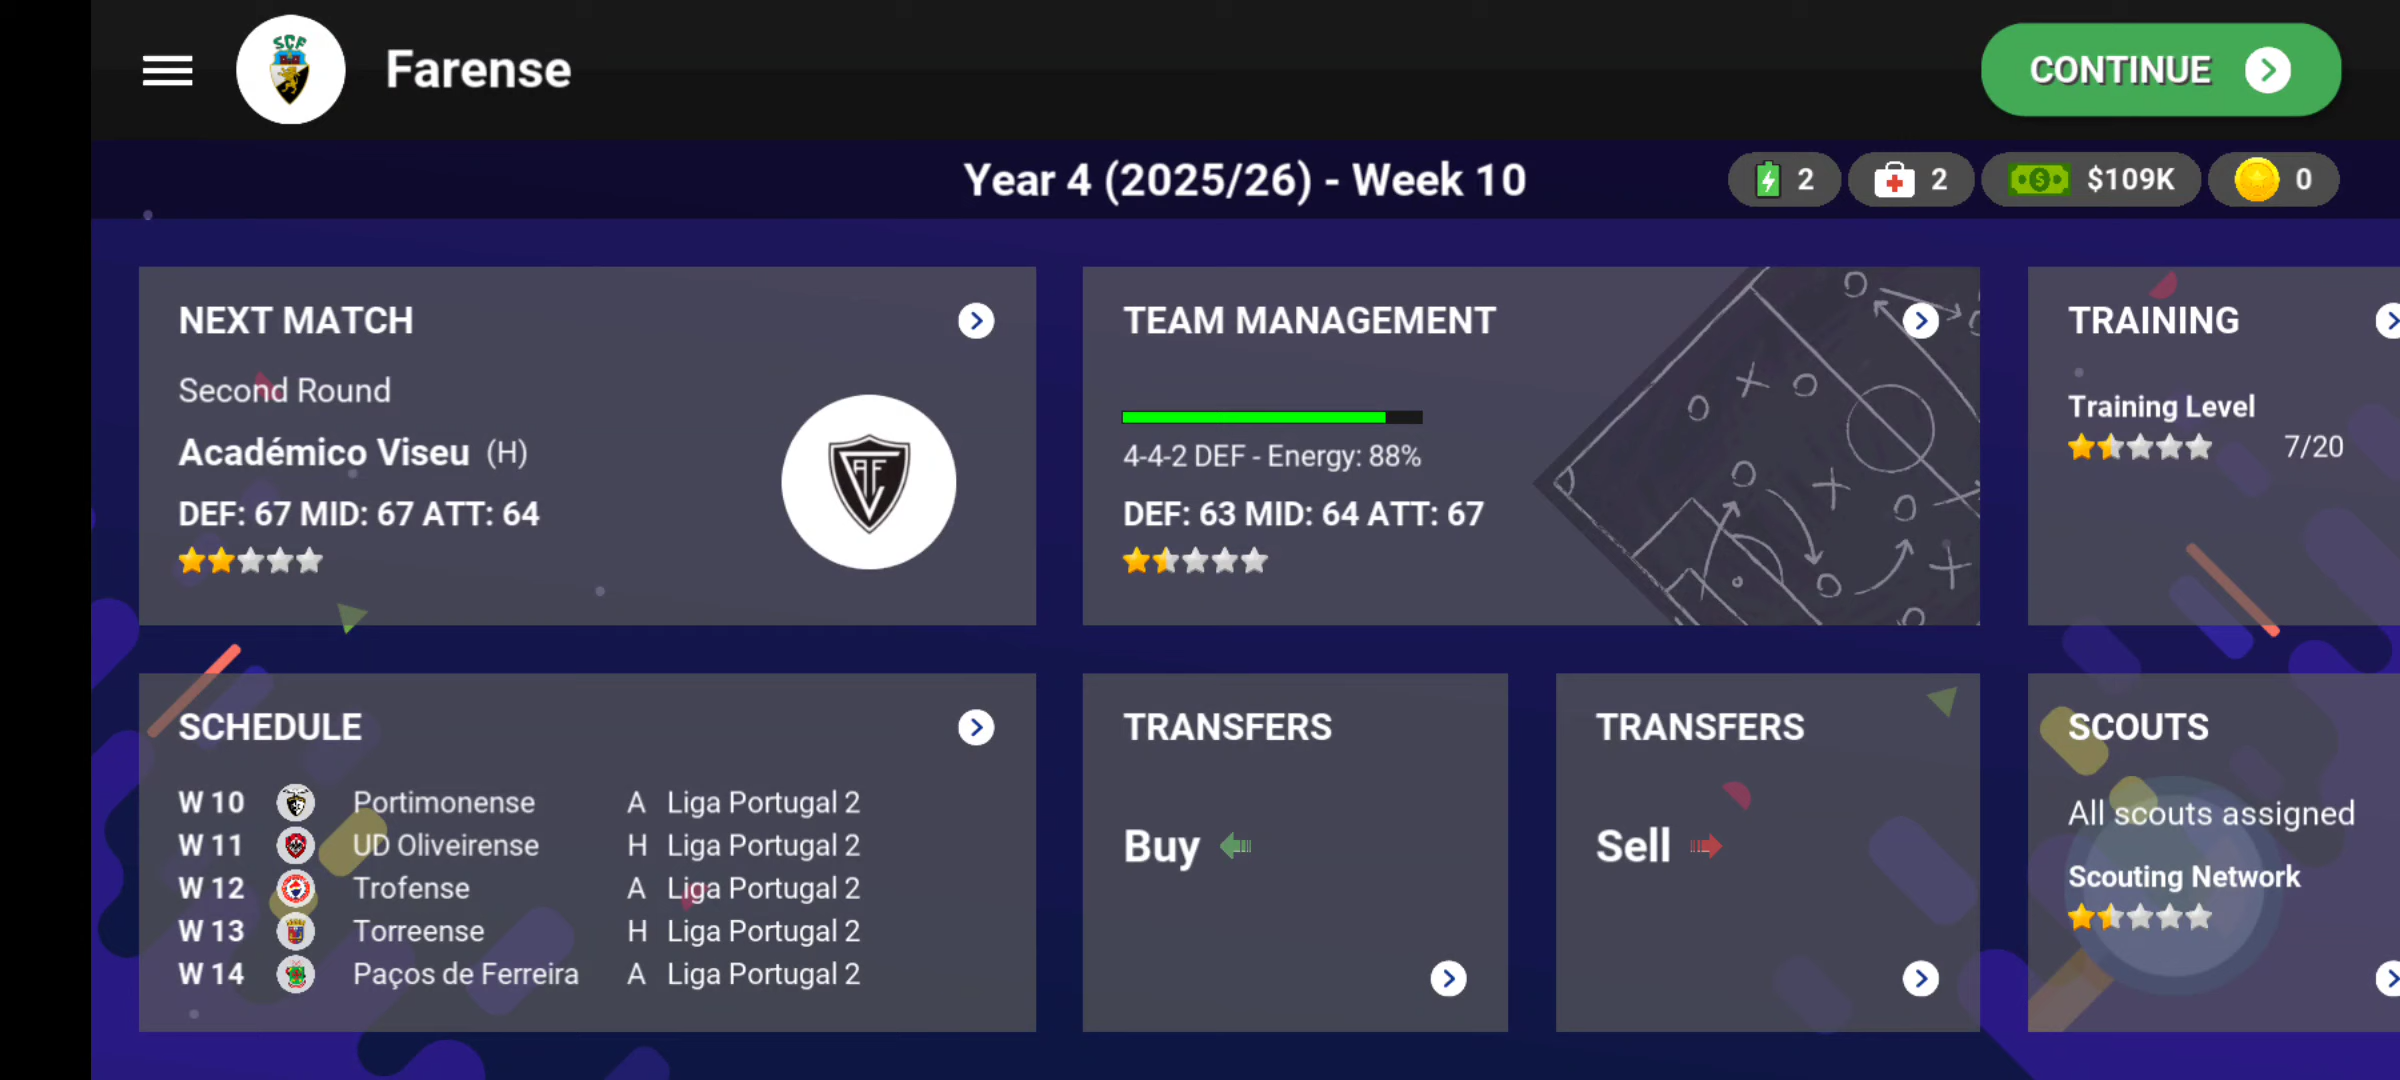 Farense
CONTINUE
Year 4 (2025/26) - Week 10
2
2
$109K
0
NEXT MATCH
Second Round
Académico Viseu (H)
DEF: 67 MID: 67 ATT: 64
TEAM MANAGEMENT
4-4-2 DEF - Energy: 88%
DEF: 63 MID: 64 ATT: 67
TRAINING
Training Level
7/20
SCHEDULE
W 10 Portimonense A Liga Portugal 2
W 11 UD Oliveirense H Liga Portugal 2
W 12 Trofense A Liga Portugal 2
W 13 Torreense H Liga Portugal 2
W 14 Paços de Ferreira A Liga Portugal 2
TRANSFERS
Buy
TRANSFERS
Sell
SCOUTS
All scouts assigned
Scouting Network